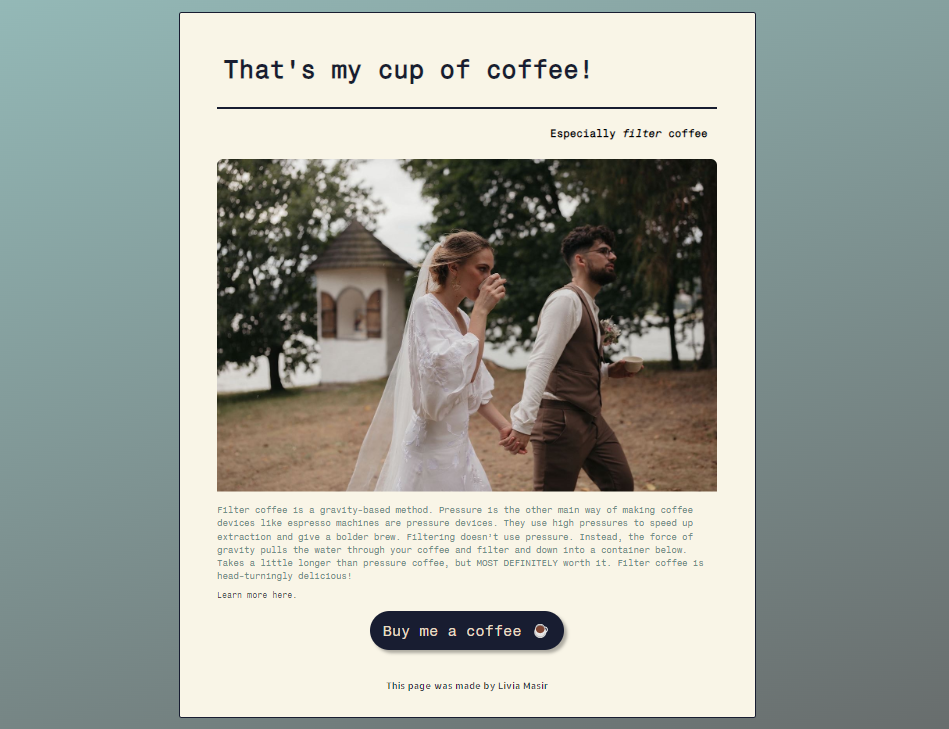 That's my cup of coffee!
Especially filter coffee
Filter coffee is a gravity-based method. Pressure is the other main way of making coffee
devices like espresso machines are pressure devices. They use high pressures to speed up
extraction and give a bolder brew. Filtering doesn't use pressure. Instead, the force of
gravity pulls the water through your coffee and filter and down into a container below.
Takes a little longer than pressure coffee, but MOST DEFINITELY worth it. Filter coffee is
head-turningly delicious!
Learn more here.
Buy me a coffee ☕
This page was made by Livia Masir